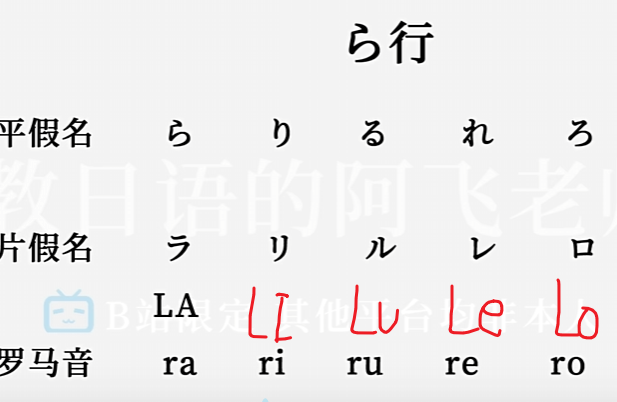 ら行
平假名 ら り る れ ろ
教日语的阿飞老师
片假名 ラ リ ル レ ロ
LA LI Lu Le Lo
B站限定 其他平台均非本人
罗马音 ra ri ru re ro